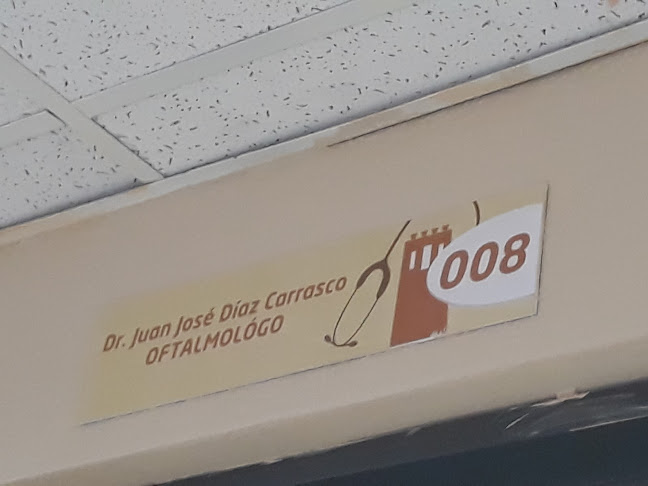 Dr. Juan José Díaz Carrasco
OFTALMOLÓGO
008